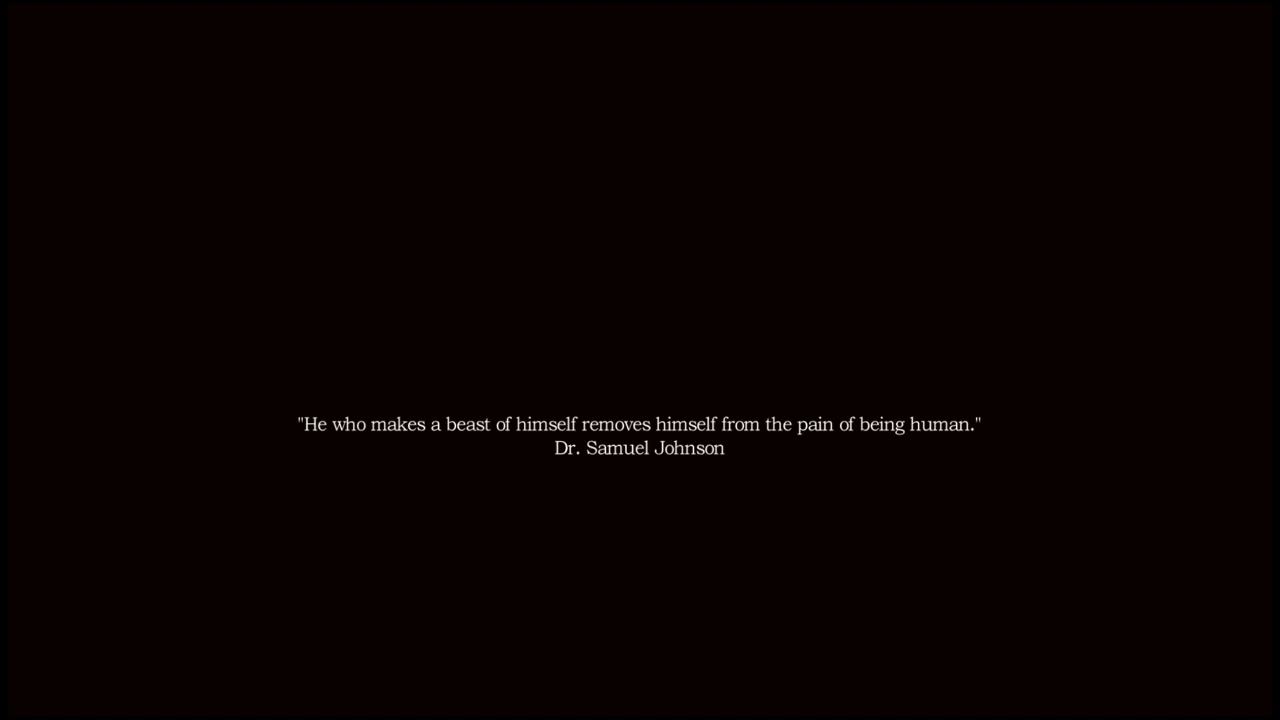 "He who makes a beast of himself removes himself from the pain of being human."
Dr. Samuel Johnson